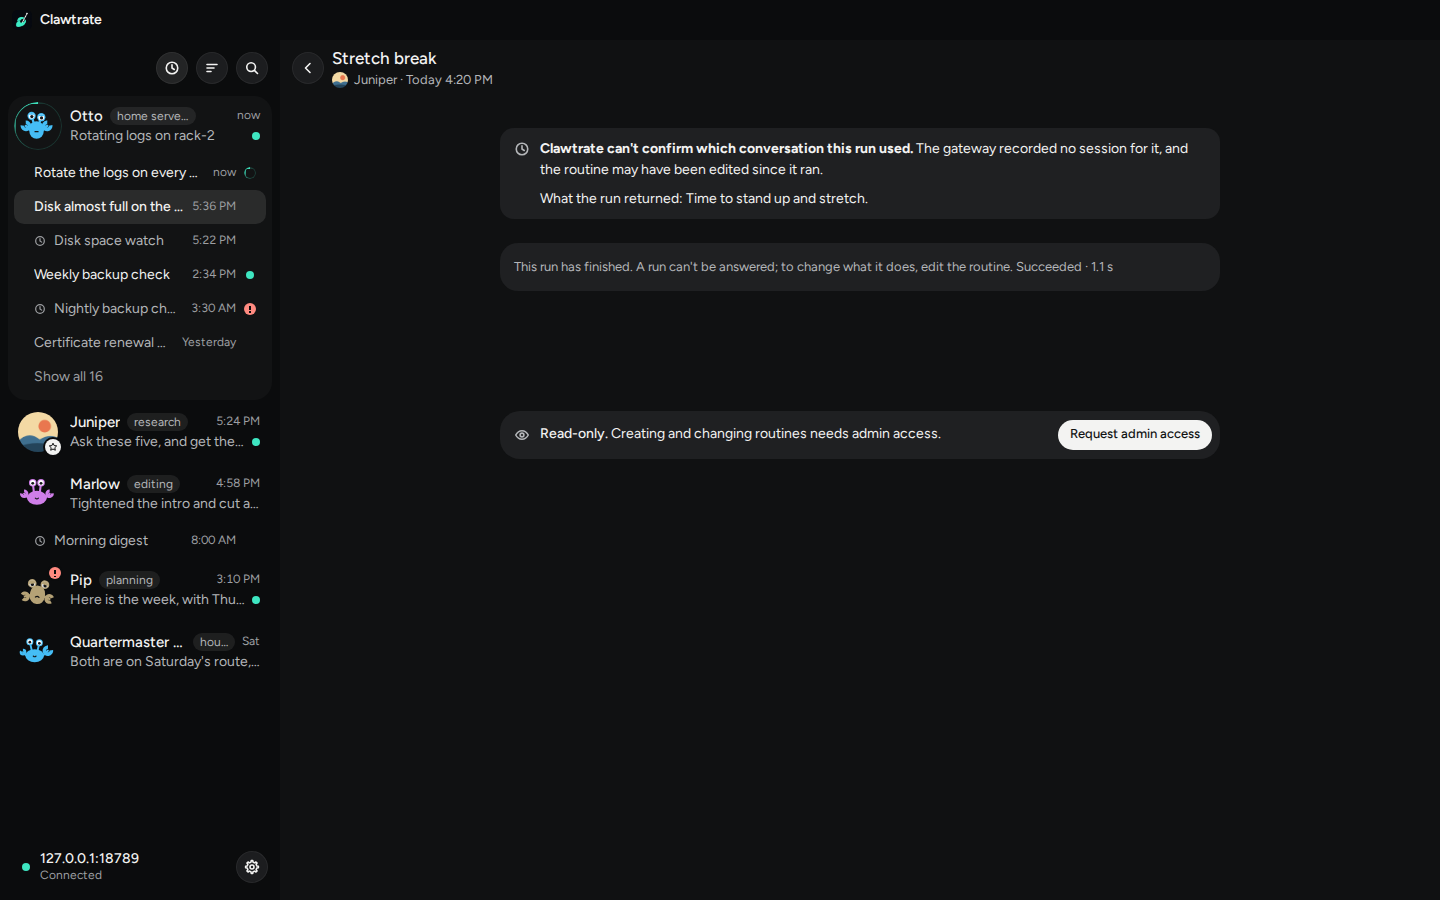 Clawtrate
Otto home serve... now
Rotating logs on rack-2
Rotate the logs on every ... now
Disk almost full on the ... 5:36 PM
Disk space watch 5:22 PM
Weekly backup check 2:34 PM
Nightly backup ch... 3:30 AM
Certificate renewal ... Yesterday
Show all 16
Juniper research 5:24 PM
Ask these five, and get the...
Marlow editing 4:58 PM
Tightened the intro and cut a...
Morning digest 8:00 AM
Pip planning 3:10 PM
Here is the week, with Thu...
Quartermaster ... hou... Sat
Both are on Saturday's route,...
127.0.0.1:18789
Connected
Stretch break
Juniper · Today 4:20 PM
Clawtrate can't confirm which conversation this run used. The gateway recorded no session for it, and
the routine may have been edited since it ran.
What the run returned: Time to stand up and stretch.
This run has finished. A run can't be answered; to change what it does, edit the routine. Succeeded · 1.1 s
Read-only. Creating and changing routines needs admin access.
Request admin access